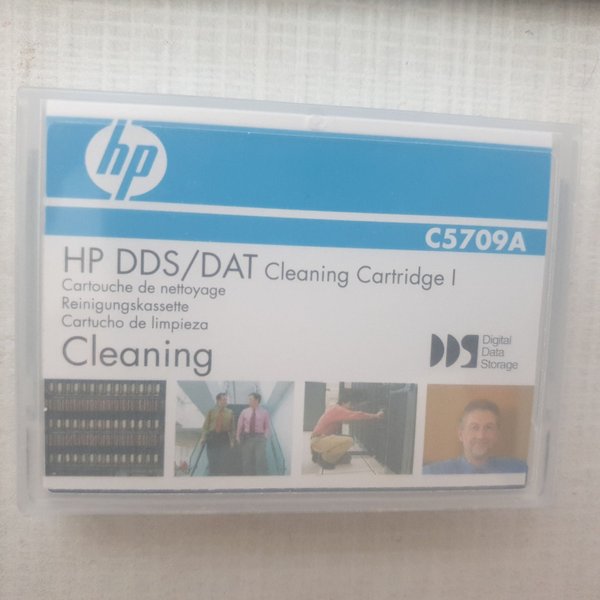 hp
C5709A
HP DDS/DAT Cleaning Cartridge I
Cartouche de nettoyage
Reinigungskassette
Cartucho de limpieza
Cleaning
DDS Digital
Data
Storage